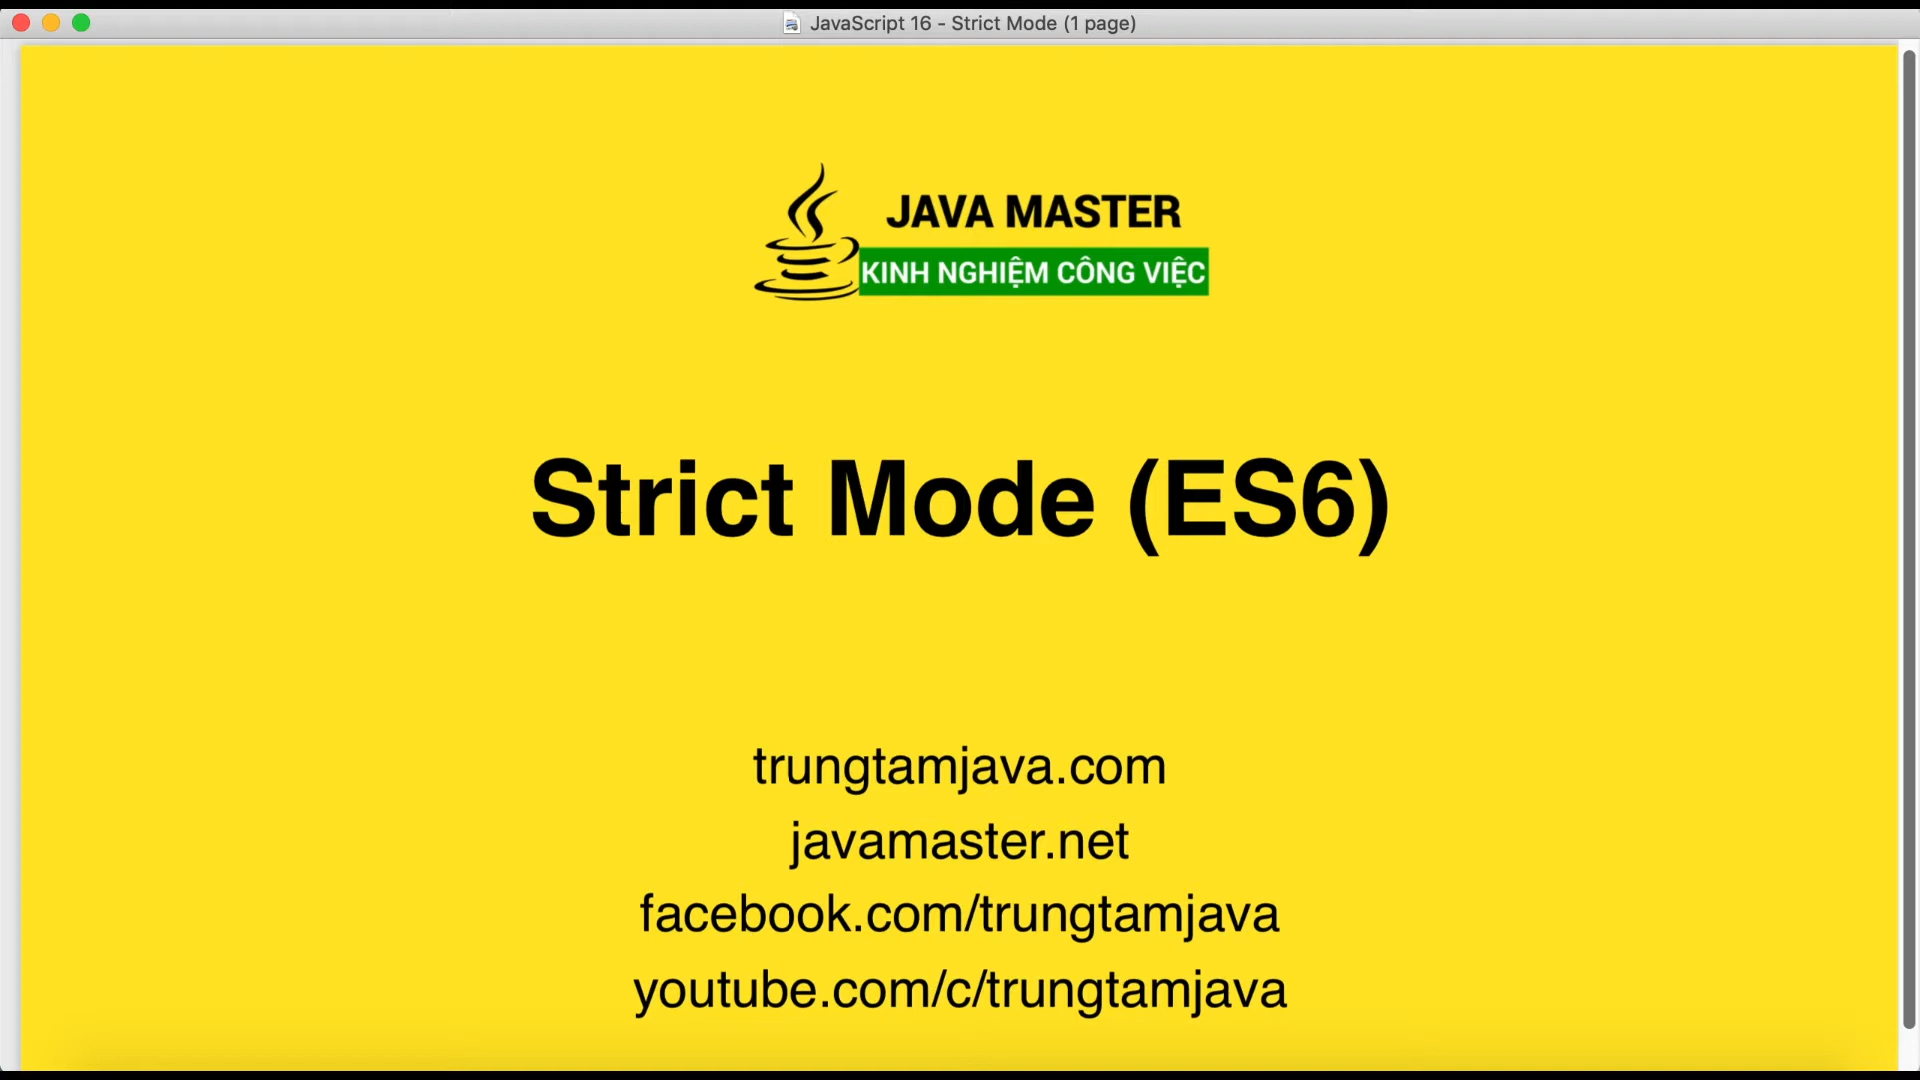 JavaScript 16 - Strict Mode (1 page)
JAVA MASTER
KINH NGHIỆM CÔNG VIỆC
Strict Mode (ES6)
trungtamjava.com
javamaster.net
facebook.com/trungtamjava
youtube.com/c/trungtamjava